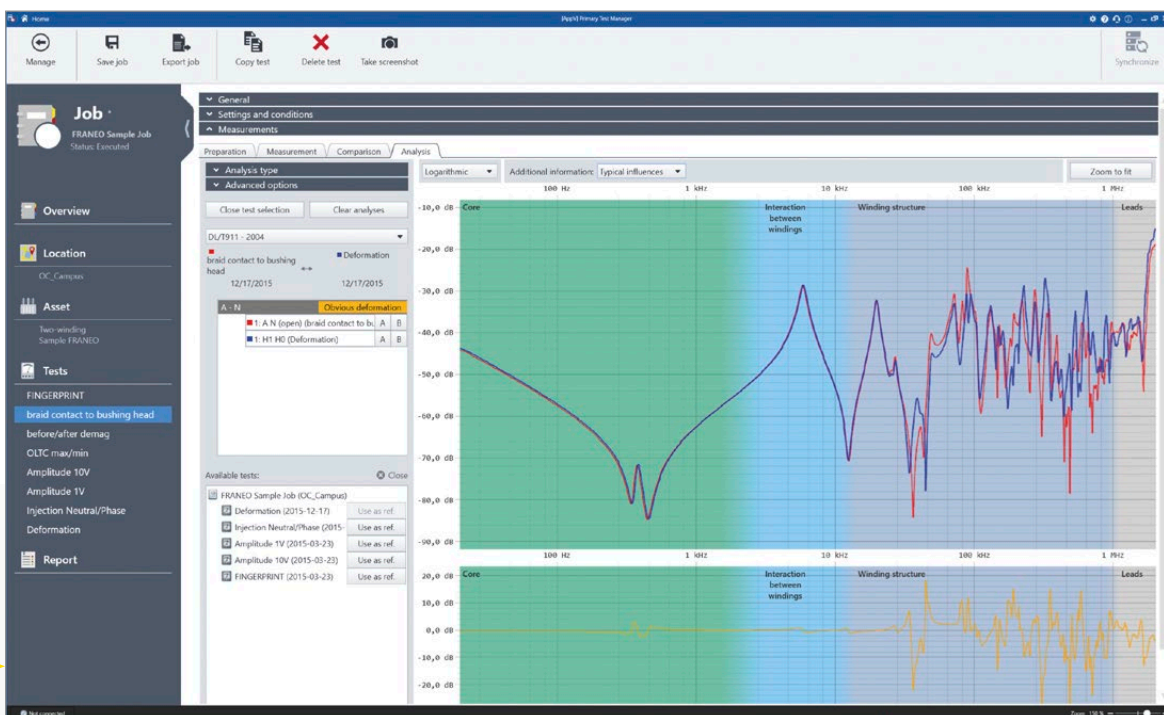 Home
[Apply] Primary Test Manager
Manage
Save job
Export job
Copy test
Delete test
Take screenshot
Synchronize
Job
FRANEO Sample Job
Status: Executed
Overview
Location
OC_Campus
Asset
Two-winding
Sample FRANEO
Tests
FINGERPRINT
braid contact to bushing head
before/after demag
OLTC max/min
Amplitude 10V
Amplitude 1V
Injection Neutral/Phase
Deformation
Report
General
Settings and conditions
Measurements
Preparation
Measurement
Comparison
Analysis
Analysis type
Advanced options
Close test selection
Clear analyses
DL/T911 - 2004
braid contact to bushing
head
↔
Deformation
12/17/2015
12/17/2015
A - N
Obvious deformation
1: A N (open) (braid contact to bu
A
B
1: H1 H0 (Deformation)
A
B
Available tests:
Close
FRANEO Sample Job (OC_Campus)
Deformation (2015-12-17)
Use as ref.
Injection Neutral/Phase (2015-
Use as ref.
Amplitude 1V (2015-03-23)
Use as ref.
Amplitude 10V (2015-03-23)
Use as ref.
FINGERPRINT (2015-03-23)
Use as ref.
Logarithmic
Additional information:
Typical influences
Zoom to fit
100 Hz
1 kHz
10 kHz
100 kHz
1 MHz
Core
Interaction
between
windings
Winding structure
Leads
-10,0 dB
-20,0 dB
-30,0 dB
-40,0 dB
-50,0 dB
-60,0 dB
-70,0 dB
-80,0 dB
-90,0 dB
100 Hz
1 kHz
10 kHz
100 kHz
1 MHz
Core
Interaction
between
windings
Winding structure
Leads
20,0 dB
10,0 dB
0,0 dB
-10,0 dB
-20,0 dB
Not connected